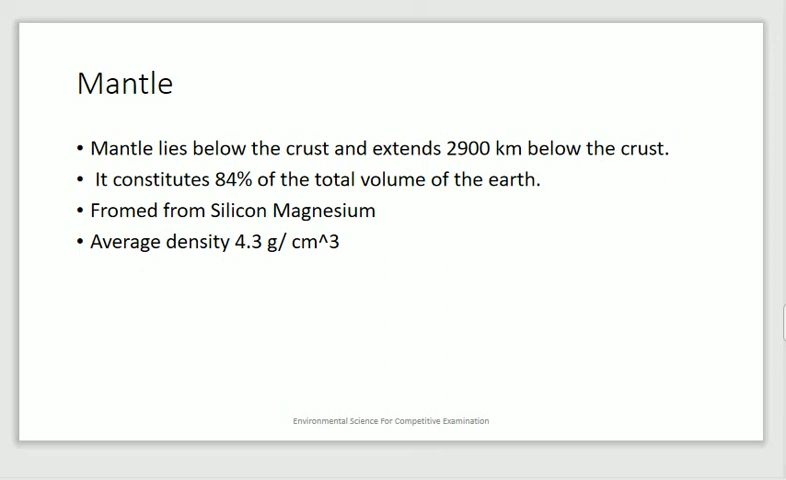 Mantle
• Mantle lies below the crust and extends 2900 km below the crust.
• It constitutes 84% of the total volume of the earth.
• Fromed from Silicon Magnesium
• Average density 4.3 g/ cm^3
Environmental Science For Competitive Examination